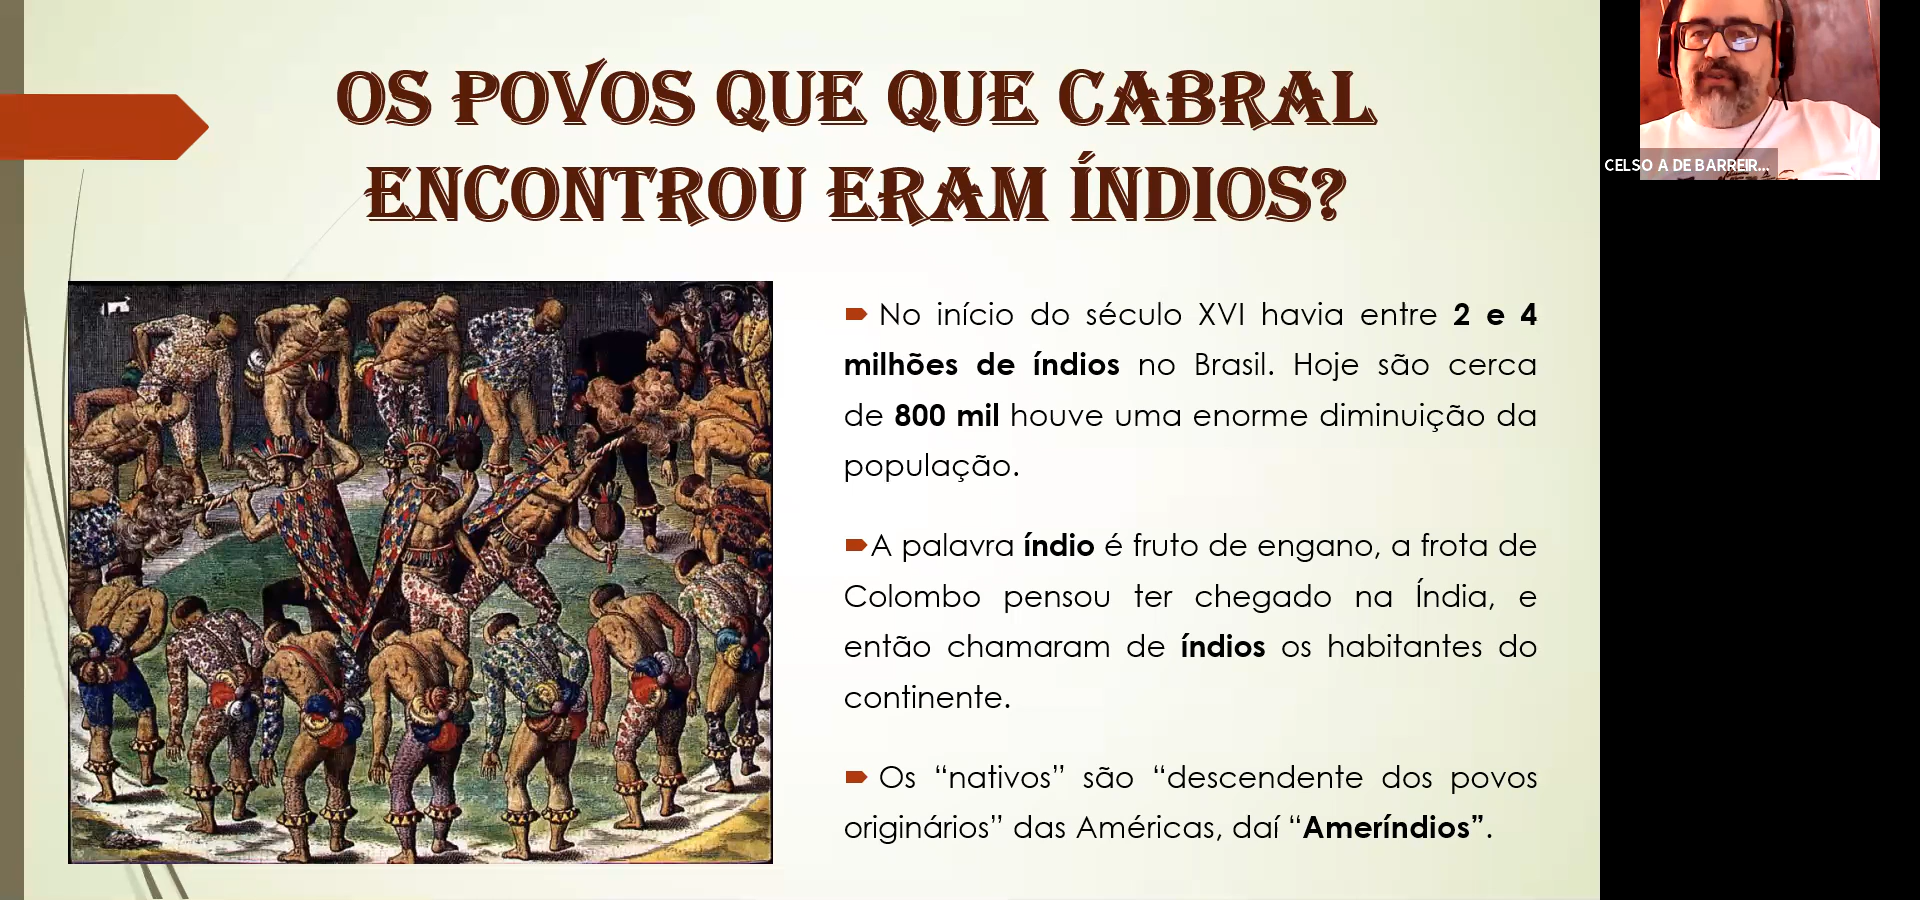 OS POVOS QUE QUE CABRAL
ENCONTROU ERAM ÍNDIOS?
No início do século XVI havia entre 2 e 4
milhões de índios no Brasil. Hoje são cerca
de 800 mil houve uma enorme diminuição da
população.
A palavra índio é fruto de engano, a frota de
Colombo pensou ter chegado na Índia, e
então chamaram de índios os habitantes do
continente.
Os “nativos” são “descendente dos povos
originários” das Américas, daí “Ameríndios”.
CELSO A DE BARREIR...